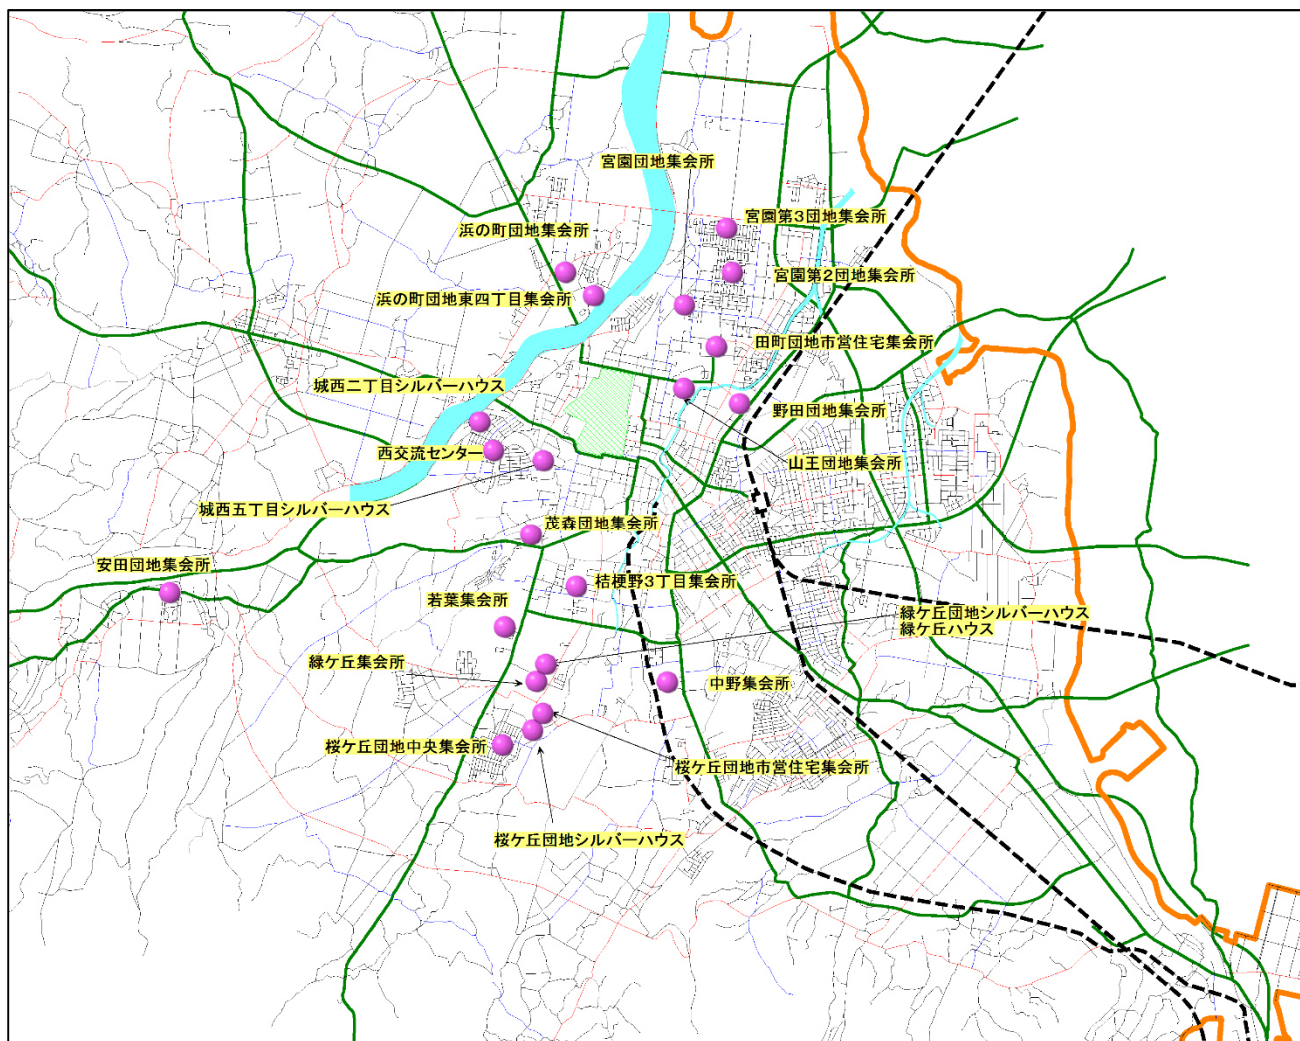 宮園団地集会所
宮園第3団地集会所
浜の町団地集会所
宮園第2団地集会所
浜の町団地東四丁目集会所
田町団地市営住宅集会所
城西二丁目シルバーハウス
野田団地集会所
西交流センター
山王団地集会所
城西五丁目シルバーハウス
茂森団地集会所
安田団地集会所
桔梗野3丁目集会所
若葉集会所
緑ケ丘団地シルバーハウス
緑ケ丘ハウス
緑ケ丘集会所
中野集会所
桜ケ丘団地中央集会所
桜ケ丘団地市営住宅集会所
桜ケ丘団地シルバーハウス